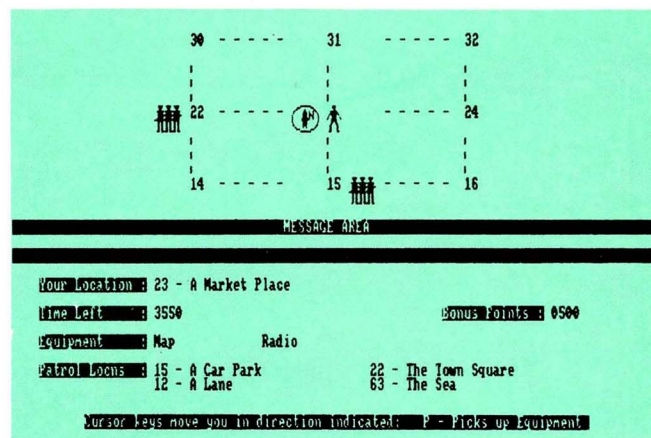 30 - - - - - 31 - - - - - 32
22 - - - - - N 24
14 - - - - - 15 - - - - - 16
MESSAGE AREA
Your Location : 23 - A Market Place
Time Left : 3550 Bonus Points : 0500
Equipment : Map Radio
Patrol Locns : 15 - A Car Park 22 - The Town Square
12 - A Lane 63 - The Sea
Cursor keys move you in direction indicated: P - Picks up Equipment